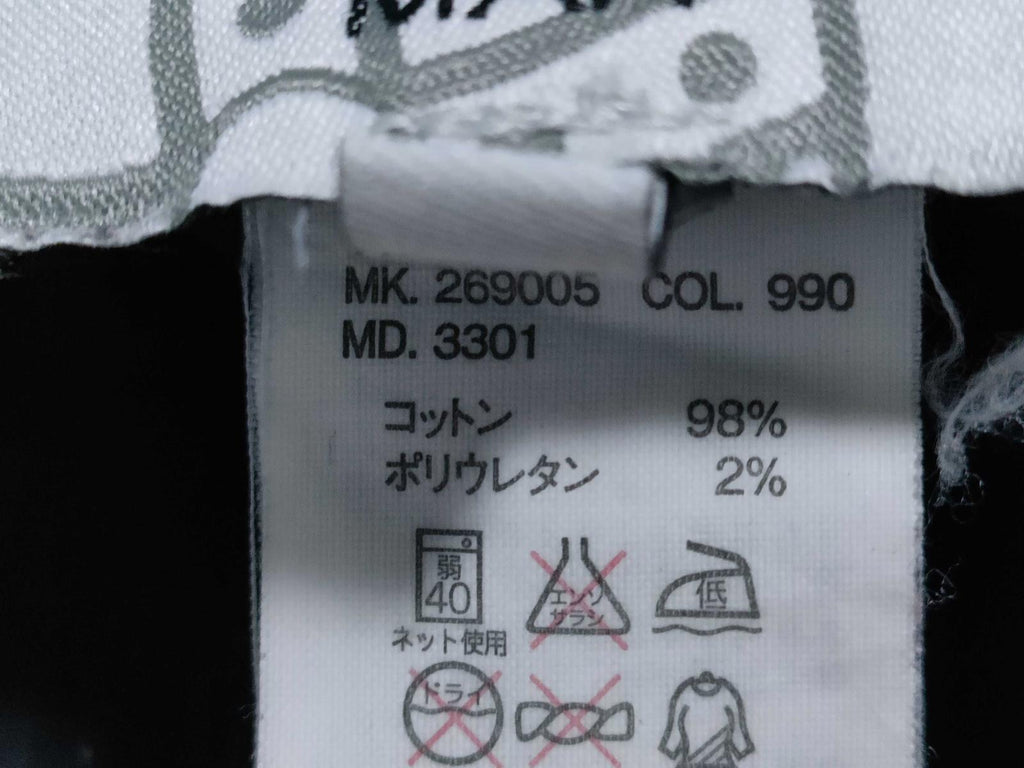 MK. 269005 COL. 990
MD. 3301
コットン 98%
ポリウレタン 2%
弱
40
エンソ
サラシ
低
ネット使用
ドライ